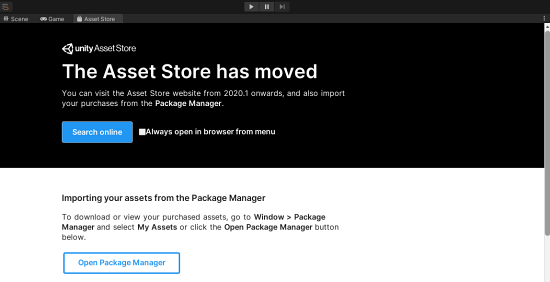 Scene Game Asset Store
unity Asset Store
The Asset Store has moved
You can visit the Asset Store website from 2020.1 onwards, and also import
your purchases from the Package Manager.
Search online Always open in browser from menu
Importing your assets from the Package Manager
To download or view your purchased assets, go to Window > Package
Manager and select My Assets or click the Open Package Manager button
below.
Open Package Manager